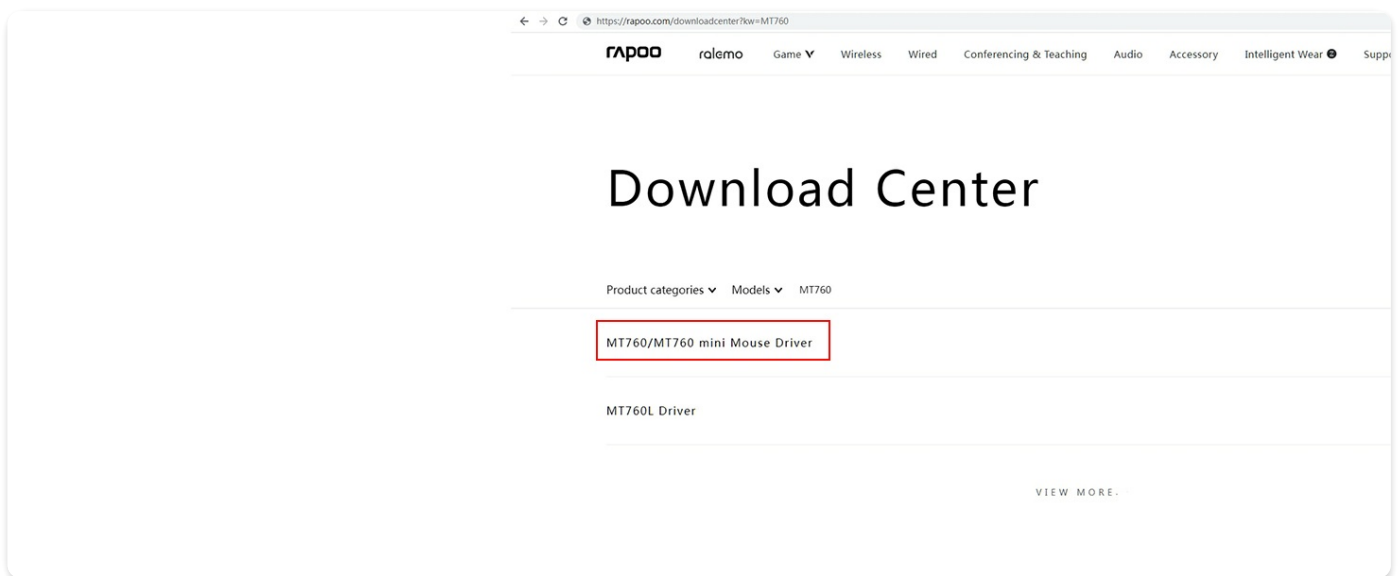 https://rapoo.com/downloadcenter?kw=MT760
rapoo ralemo Game V Wireless Wired Conferencing & Teaching Audio Accessory Intelligent Wear
Download Center
Product categories Models MT760
MT760/MT760 mini Mouse Driver
MT760L Driver
VIEW MORE.